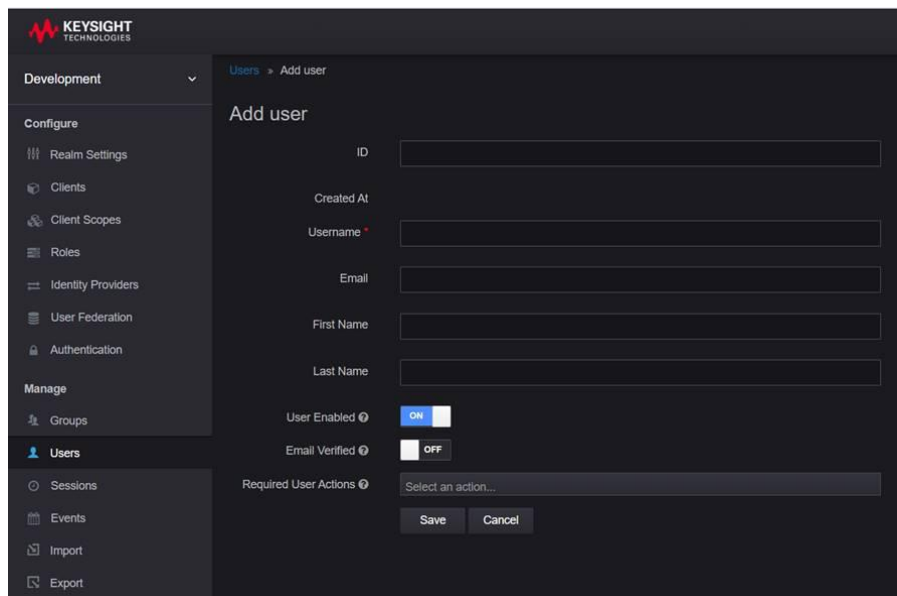 KEYSIGHT
TECHNOLOGIES
Development
Configure
Realm Settings
Clients
Client Scopes
Roles
Identity Providers
User Federation
Authentication
Manage
Groups
Users
Sessions
Events
Import
Export
Users » Add user
Add user
ID
Created At
Username *
Email
First Name
Last Name
User Enabled ON
Email Verified OFF
Required User Actions Select an action...
Save Cancel